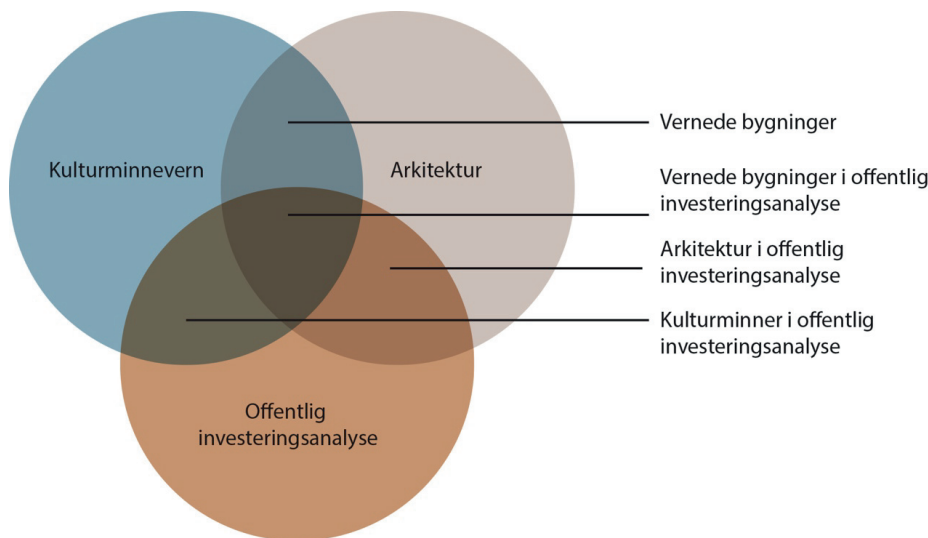 Kulturminnevern
Arkitektur
Offentlig
investeringsanalyse
Vernede bygninger
Vernede bygninger i offentlig
investeringsanalyse
Arkitektur i offentlig
investeringsanalyse
Kulturminner i offentlig
investeringsanalyse